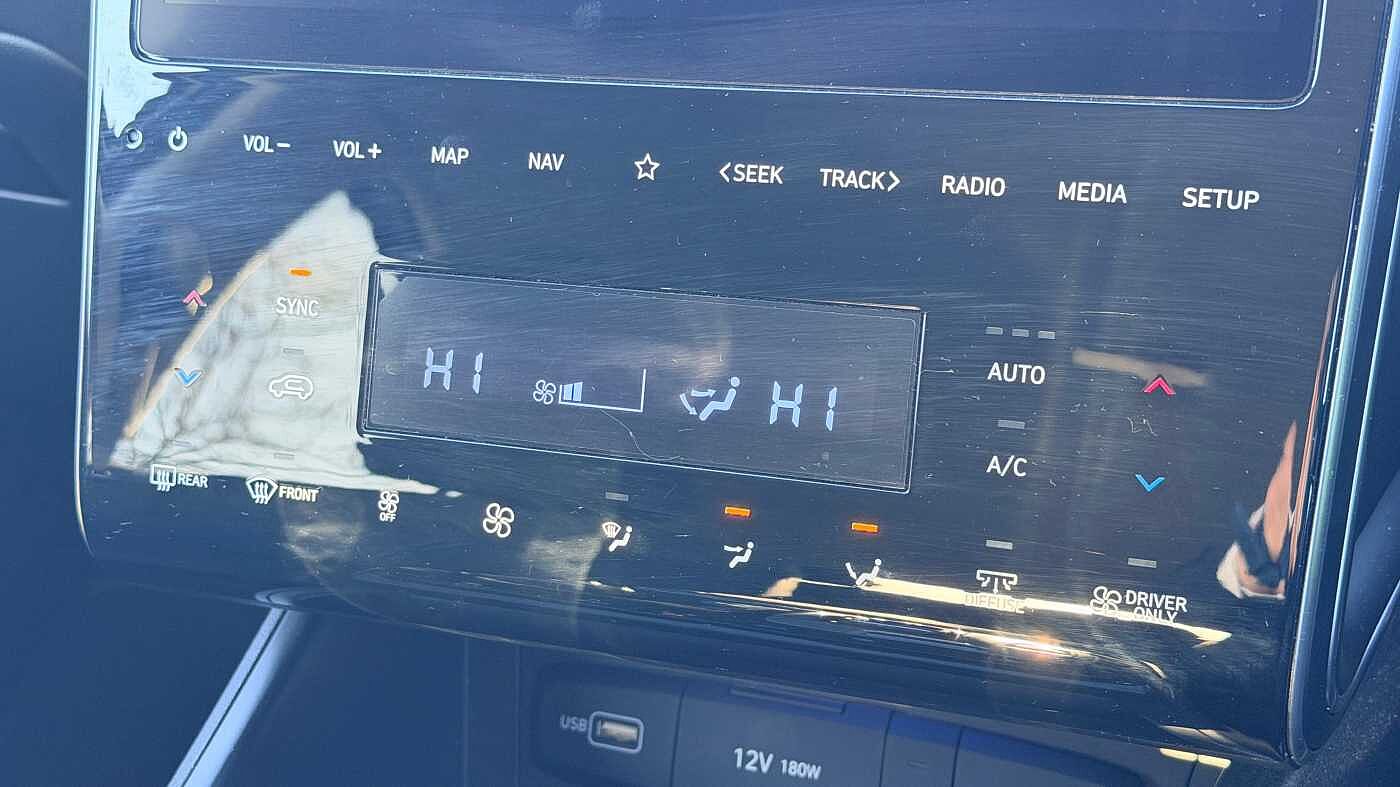 VOL− VOL+ MAP NAV <SEEK TRACK> RADIO MEDIA SETUP
SYNC
AUTO
HI HI
A/C
REAR FRONT
OFF
DIFFUSE
DRIVER
ONLY
USB
12V 180W